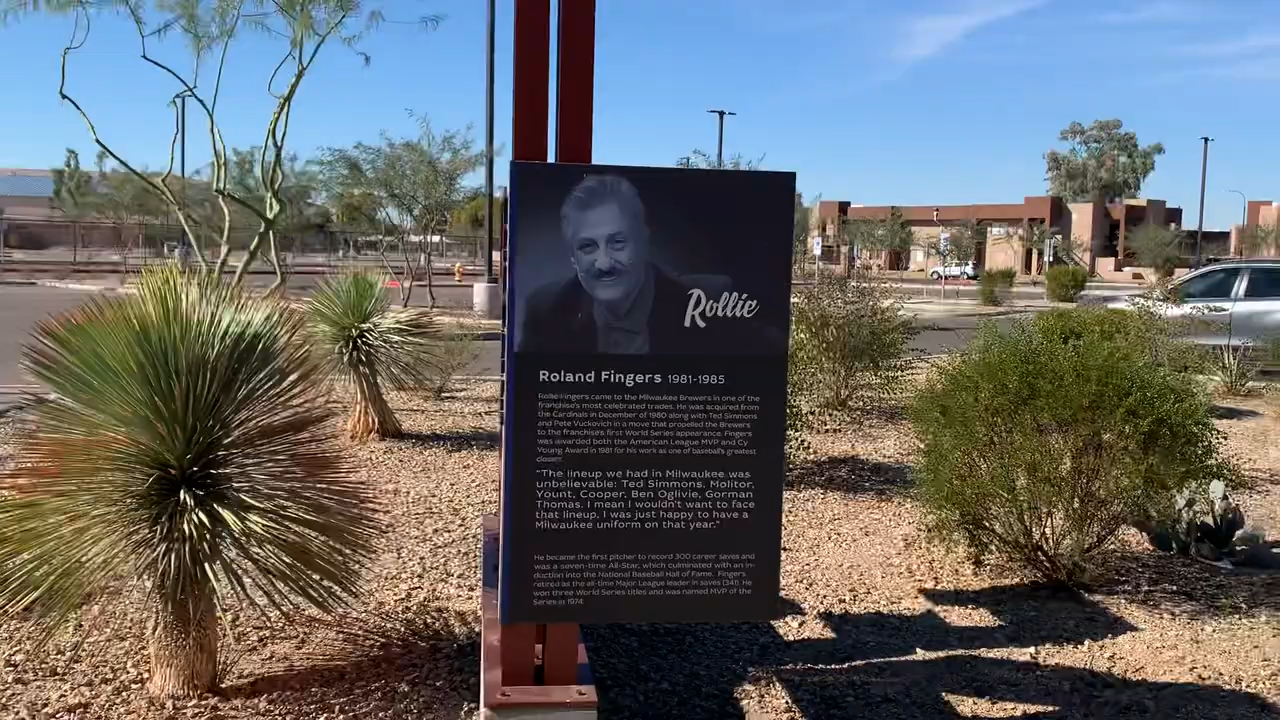 Rollie
Roland Fingers 1981-1985
Rollie Fingers came to the Milwaukee Brewers in one of the
franchise's most celebrated trades. He was acquired from
the Cardinals in December of 1980 along with Ted Simmons
and Pete Vuckovich in a move that propelled the Brewers
to the franchise's first World Series appearance. Fingers
was awarded both the American League MVP and Cy
Young Award in 1981 for his work as one of baseball's greatest
closers.
"The lineup we had in Milwaukee was
unbelievable: Ted Simmons, Molitor,
Yount, Cooper, Ben Oglivie, Gorman
Thomas. I mean I wouldn't want to face
that lineup, I was just happy to have a
Milwaukee uniform on that year."
He became the first pitcher to record 300 career saves and
was a seven-time All-Star, which culminated with an in-
duction into the National Baseball Hall of Fame. Fingers
retired as the all-time Major League leader in saves (341). He
won three World Series titles and was named MVP of the
Series in 1974.